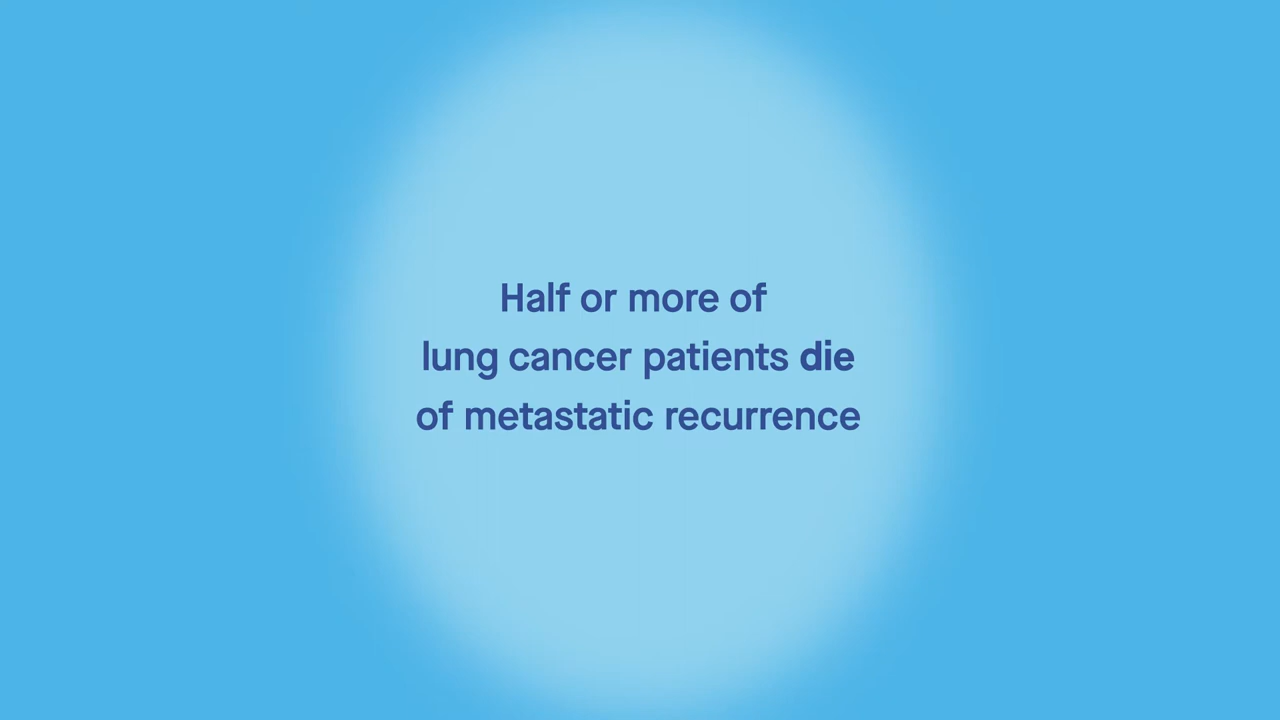 Half or more of
lung cancer patients die
of metastatic recurrence